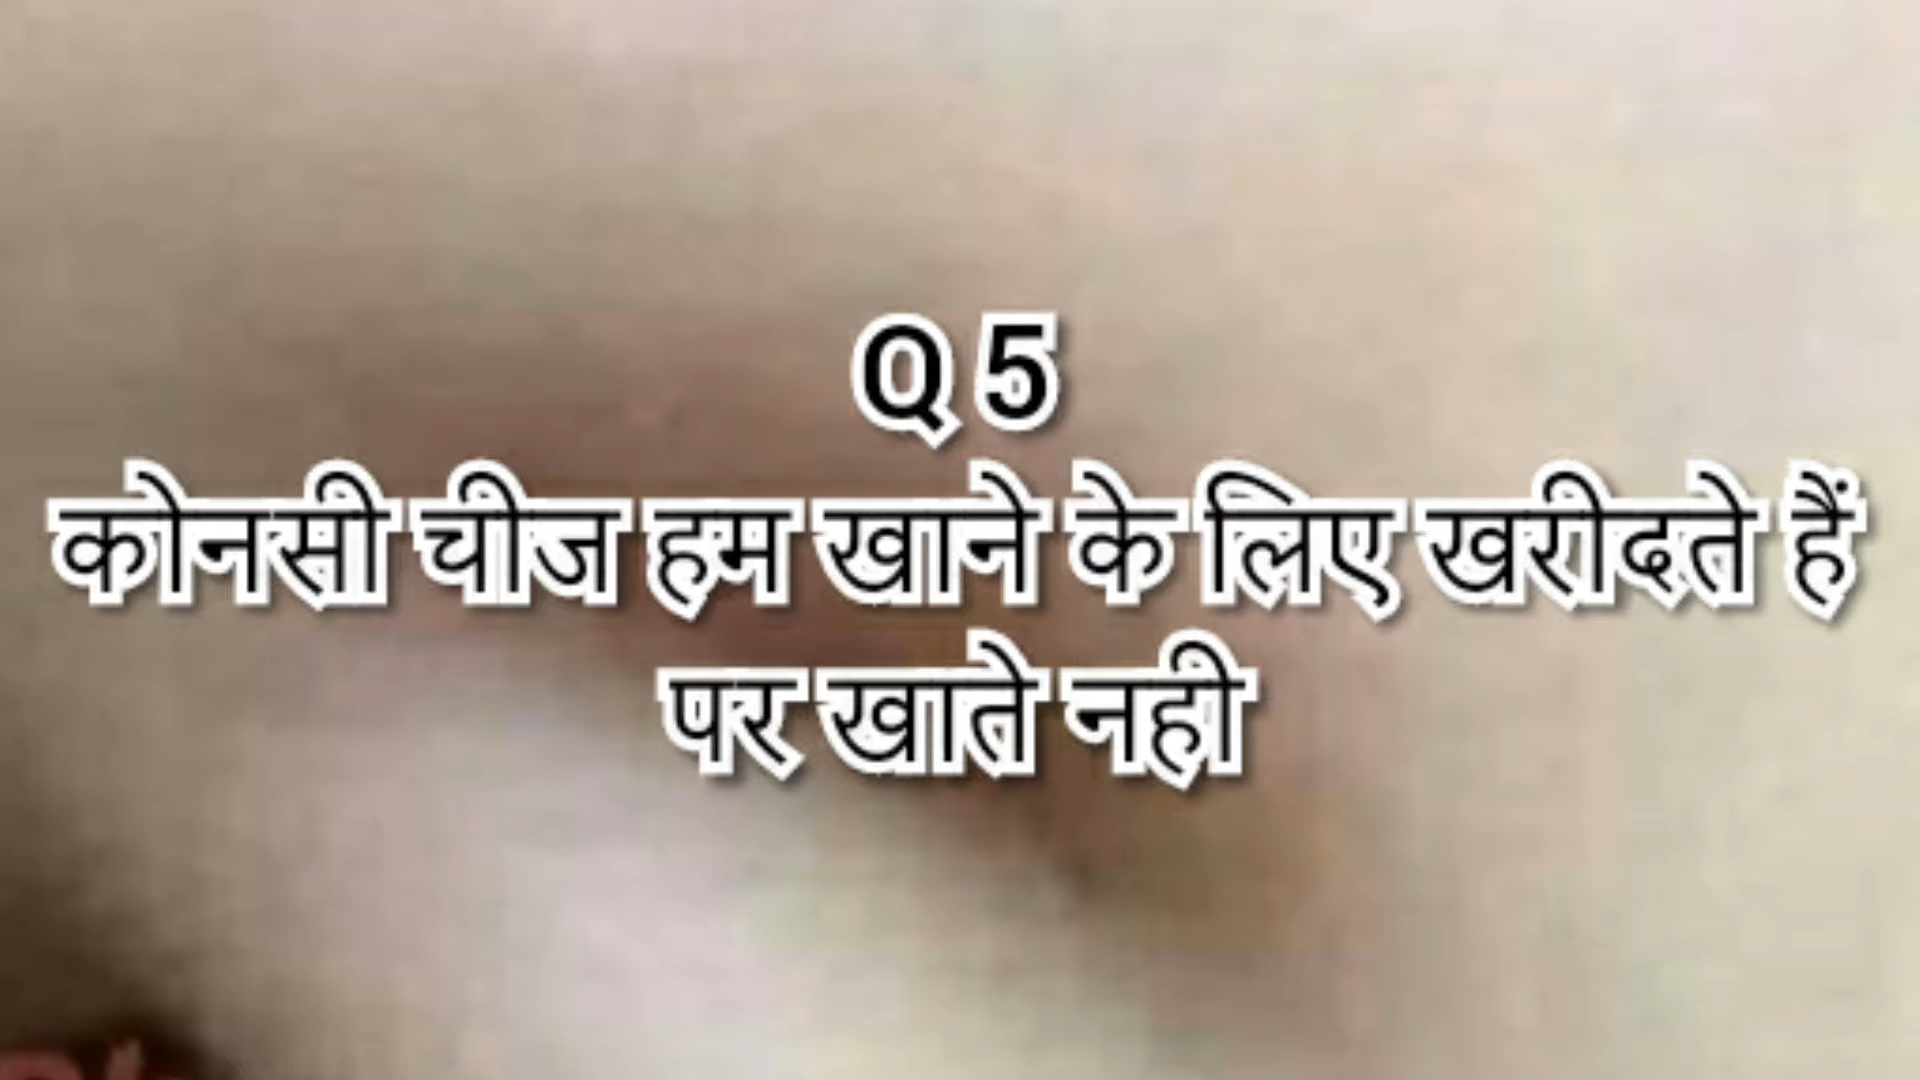 Q 5
कोनसी चीज हम खाने के लिए खरीदते हैं
पर खाते नही